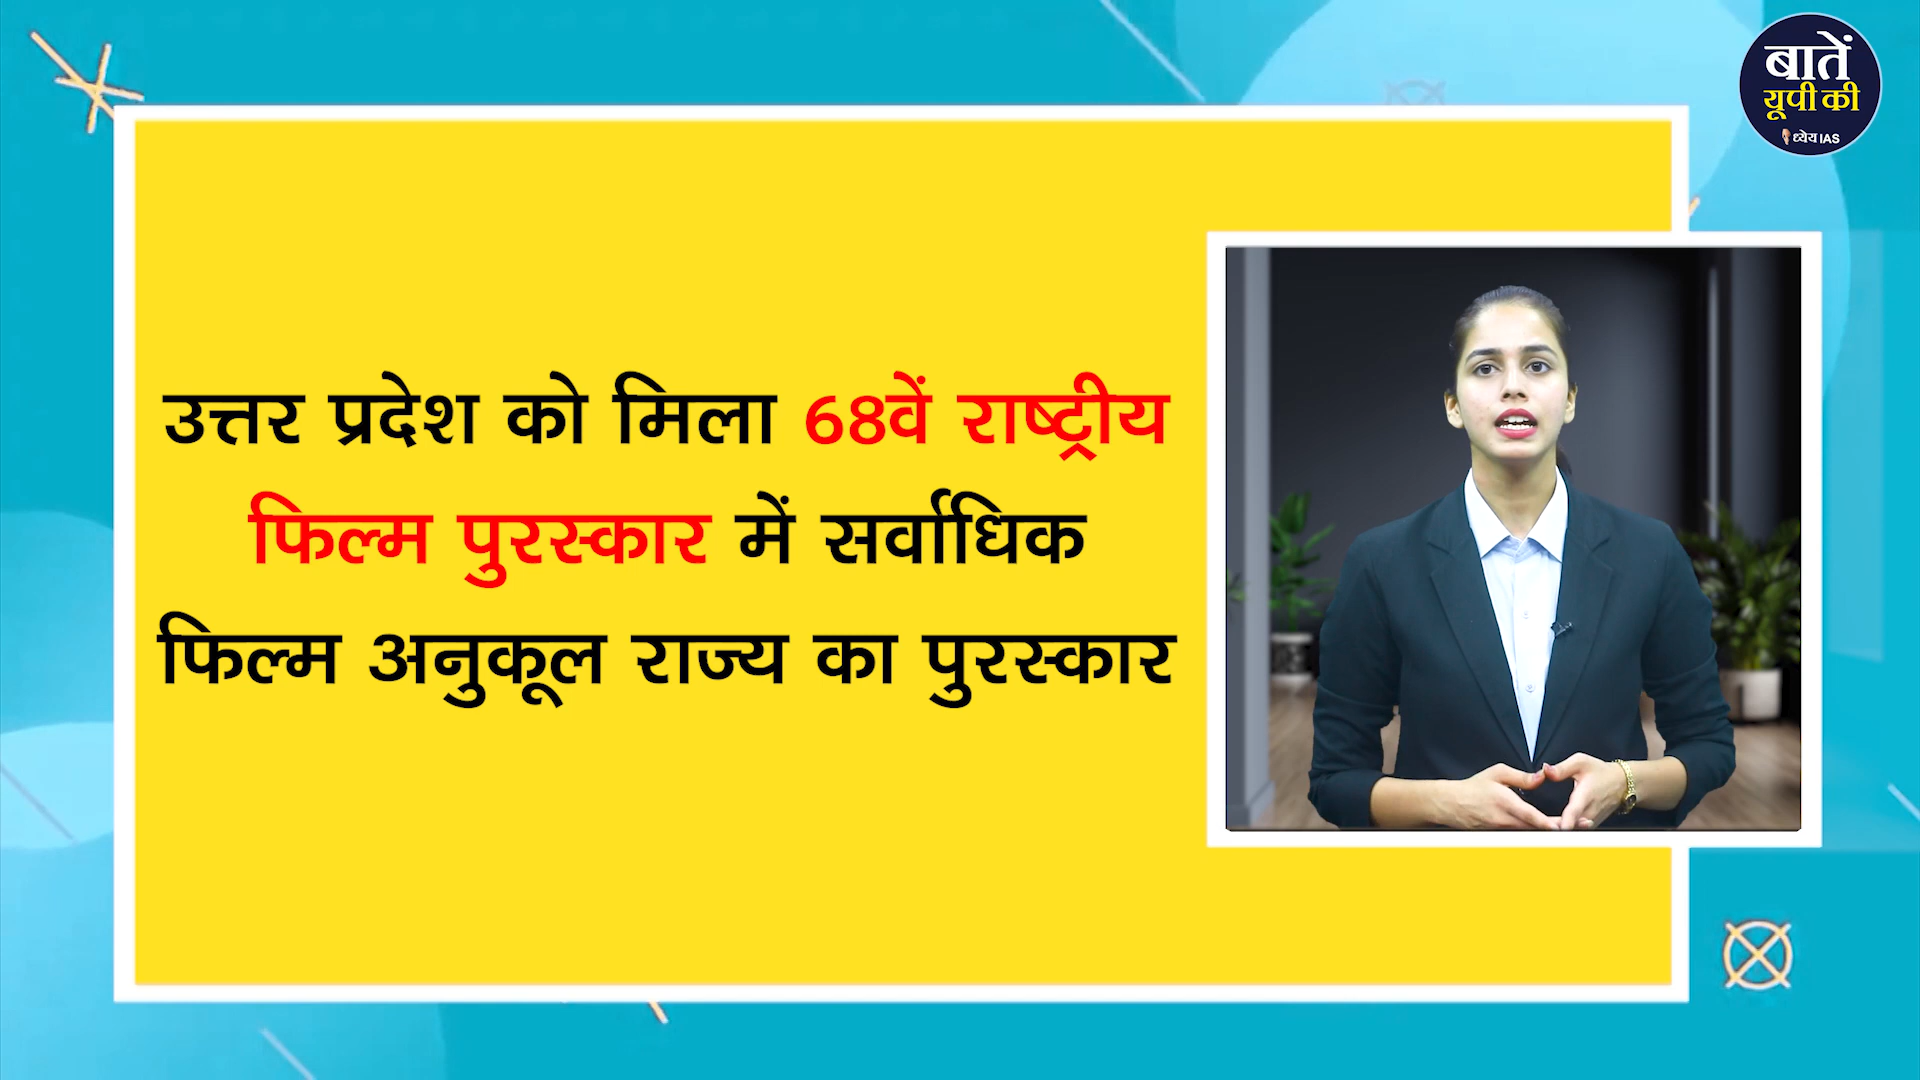 बातें
यूपी की
ध्येय IAS
उत्तर प्रदेश को मिला 68वें राष्ट्रीय
फिल्म पुरस्कार में सर्वाधिक
फिल्म अनुकूल राज्य का पुरस्कार